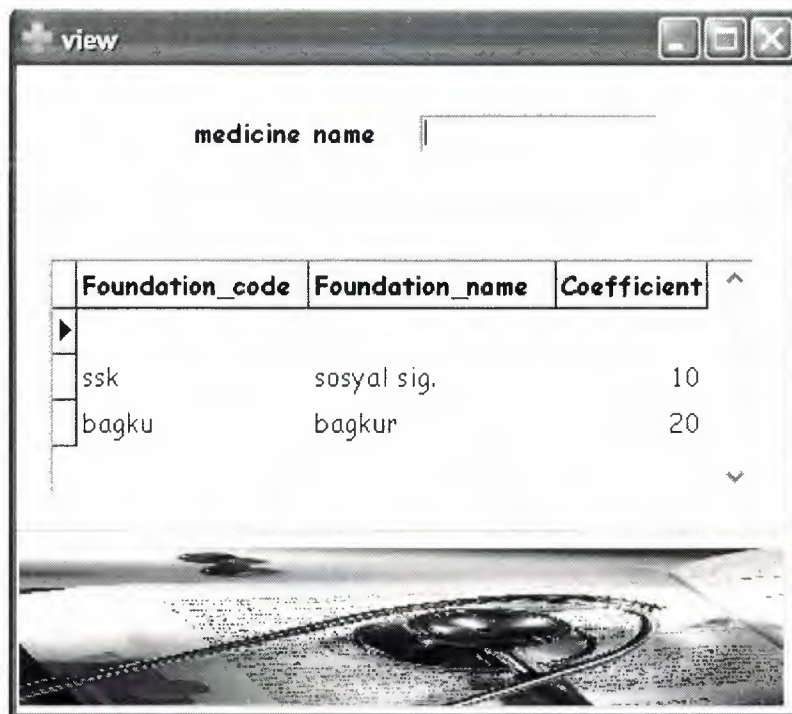 view
medicine name
Foundation_code Foundation_name Coefficient
ssk sosyal sig. 10
bagku bagkur 20